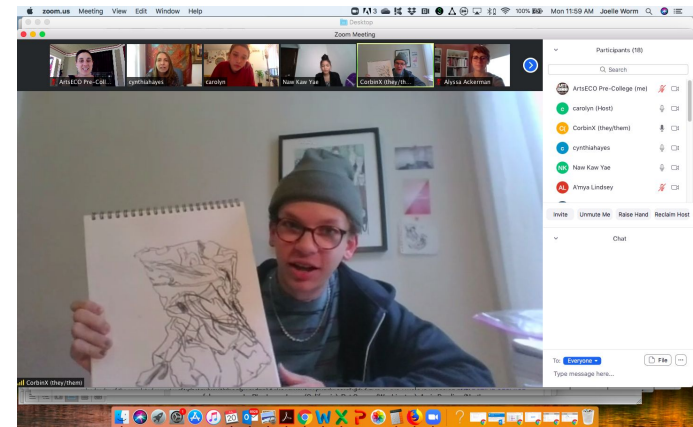 zoom.us Meeting View Edit Window Help
3 100% Mon 11:59 AM Joelle Worm
Desktop
Zoom Meeting
ArtsECO Pre-Coll...
cynthiahayes
carolyn
Naw Kaw Yae
CorbinX (they/th...
Alyssa Ackerman
Participants (18)
Search
ArtsECO Pre-College (me)
c carolyn (Host)
C( CorbinX (they/them)
c cynthiahayes
NK Naw Kaw Yae
AL A'mya Lindsey
Invite Unmute Me Raise Hand Reclaim Host
Chat
To: Everyone File
Type message here...
CorbinX (they/them)